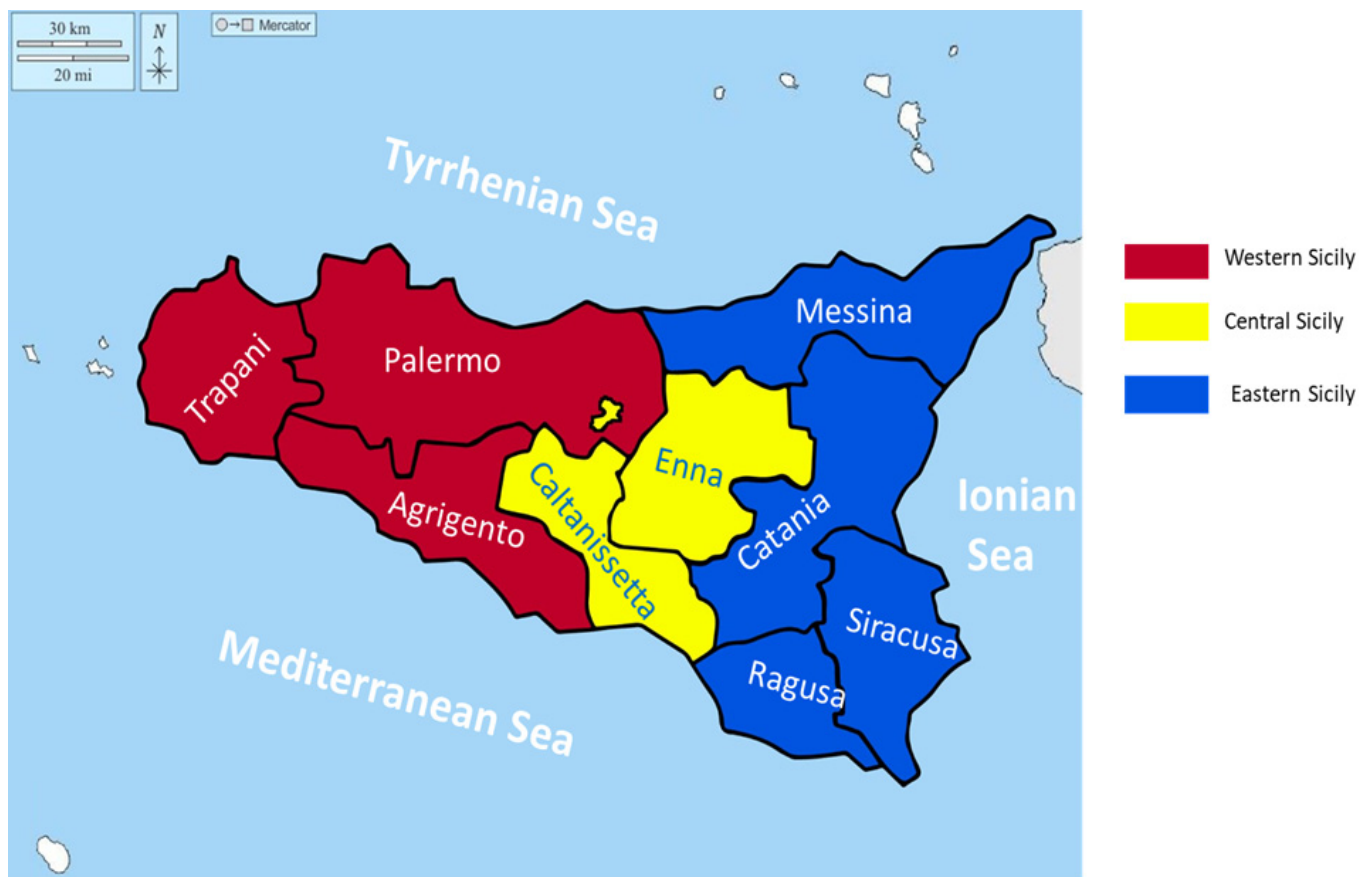 30 km
20 mi
N
Mercator
Tyrrhenian Sea
Western Sicily
Central Sicily
Eastern Sicily
Messina
Palermo
Trapani
Enna
Caltanissetta
Agrigento
Catania
Ionian
Sea
Siracusa
Ragusa
Mediterranean Sea